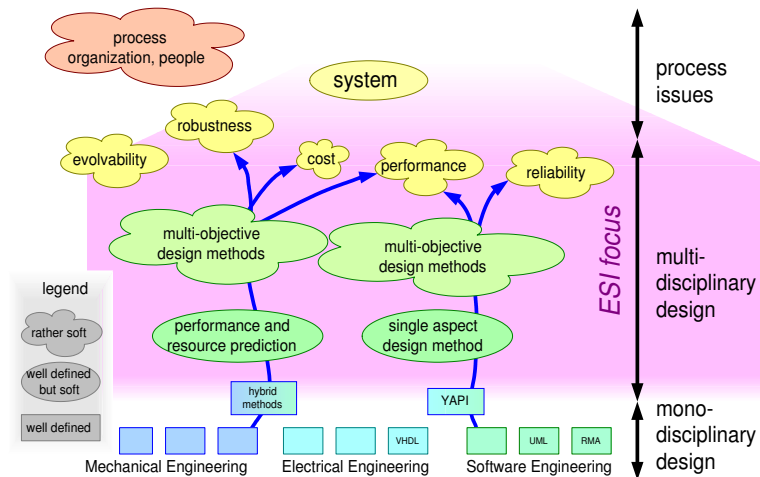 process
organization, people
system
process
issues
robustness
evolvability
cost
performance
reliability
multi-objective
design methods
multi-objective
design methods
ESI focus
multi-
disciplinary
design
legend
rather soft
well defined
but soft
well defined
performance and
resource prediction
single aspect
design method
hybrid
methods
YAPI
mono-
disciplinary
design
VHDL
UML
RMA
Mechanical Engineering
Electrical Engineering
Software Engineering